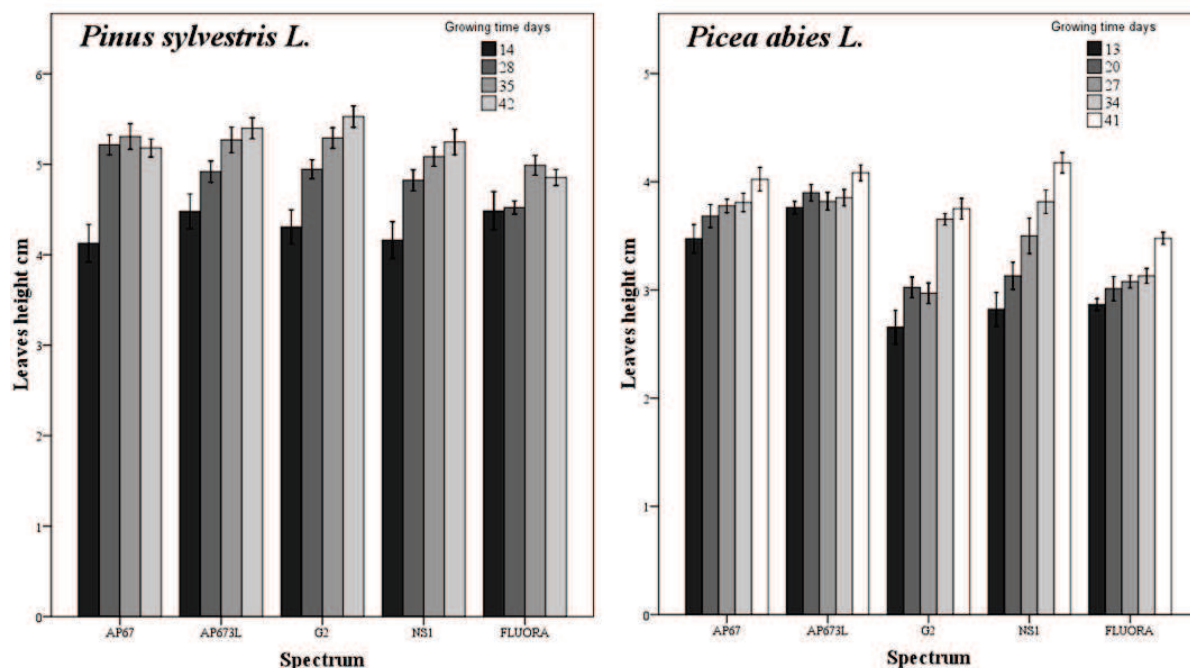 Pinus sylvestris L.
Growing time days
14
28
35
42
6
5
4
3
2
1
0
Leaves height cm
AP67
AP673L
G2
NS1
FLUORA
Spectrum
Picea abies L.
Growing time days
13
20
27
34
41
5
4
3
2
1
0
Leaves height cm
AP67
AP673L
G2
NS1
FLUORA
Spectrum